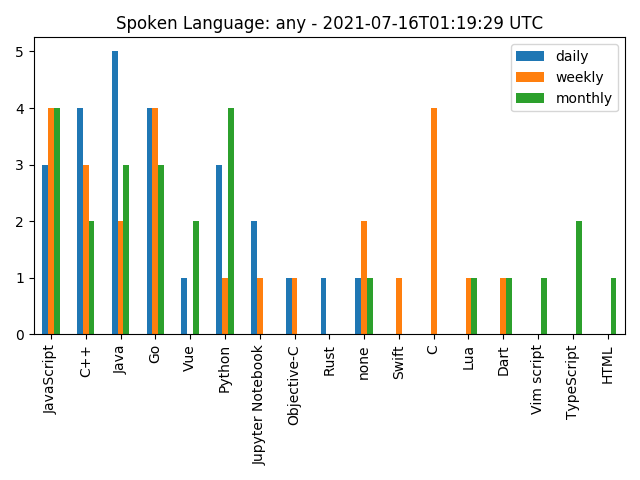 Spoken Language: any - 2021-07-16T01:19:29 UTC
daily
weekly
monthly
5
4
3
2
1
0
JavaScript
C++
Java
Go
Vue
Python
Jupyter Notebook
Objective-C
Rust
none
Swift
C
Lua
Dart
Vim script
TypeScript
HTML